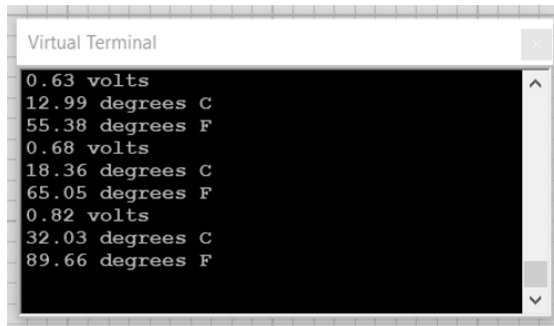 Virtual Terminal
0.63 volts
12.99 degrees C
55.38 degrees F
0.68 volts
18.36 degrees C
65.05 degrees F
0.82 volts
32.03 degrees C
89.66 degrees F